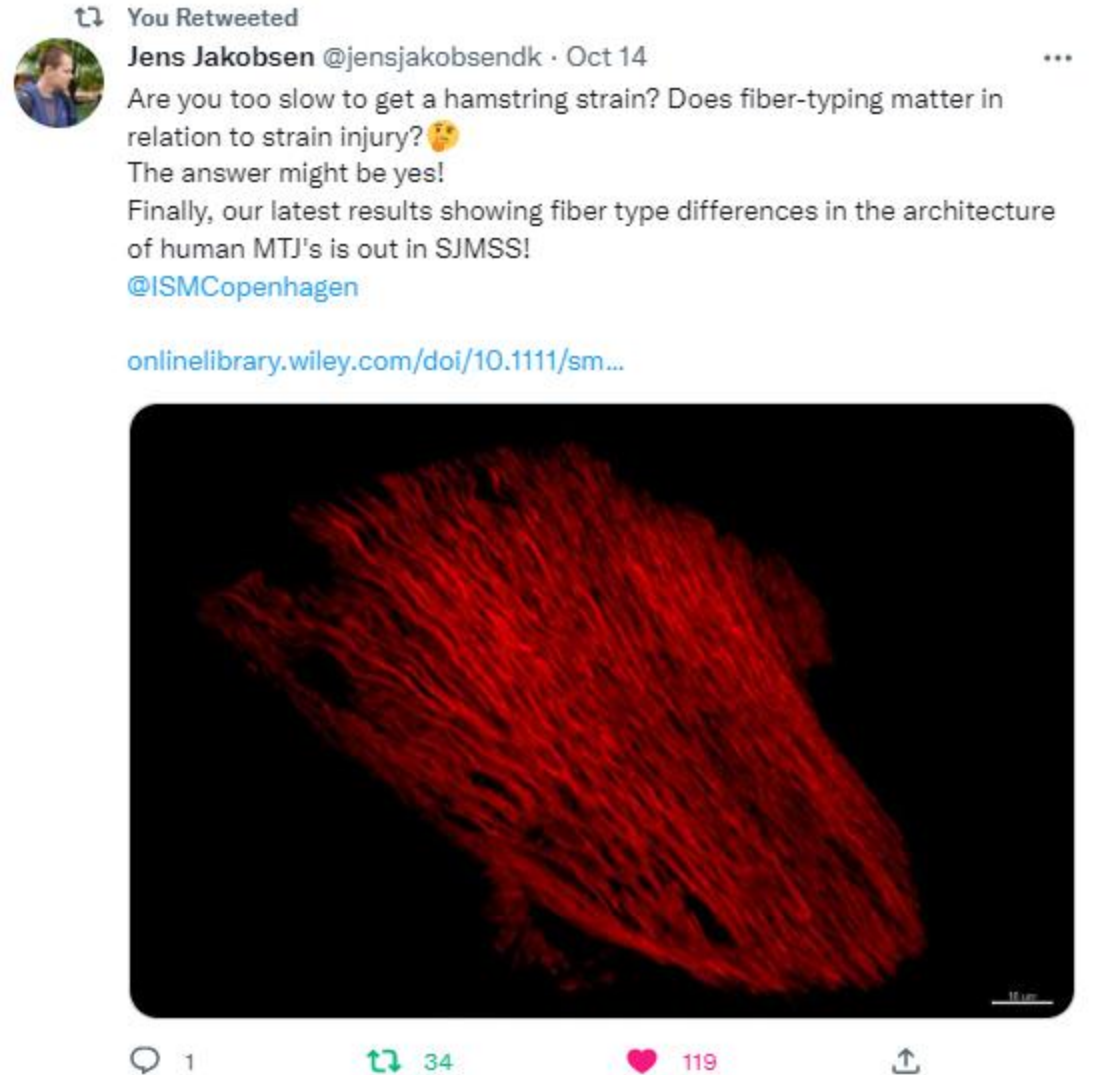 You Retweeted
Jens Jakobsen @jensjakobsendk · Oct 14
Are you too slow to get a hamstring strain? Does fiber-typing matter in
relation to strain injury?🤔
The answer might be yes!
Finally, our latest results showing fiber type differences in the architecture
of human MTJ's is out in SJMSS!
@ISMCopenhagen
onlinelibrary.wiley.com/doi/10.1111/sm...
10 um
1 34 119